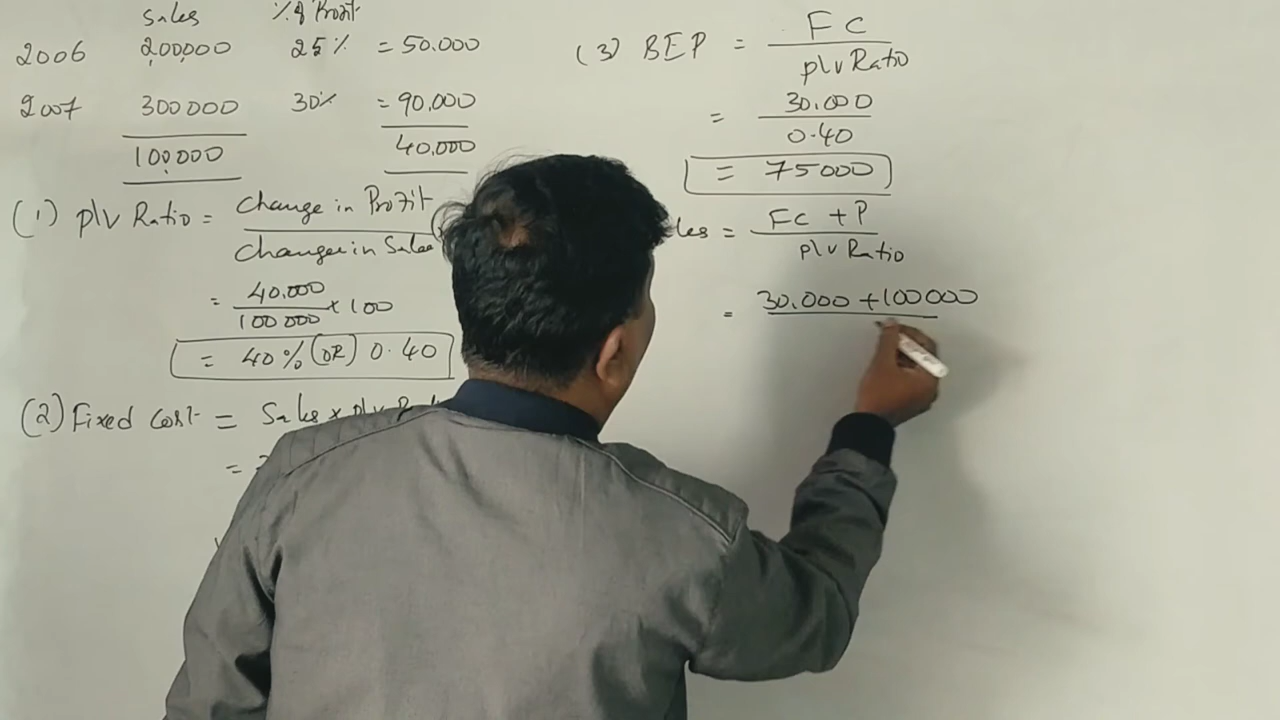 Sales % of Profit
2006 2,00,000 25% = 50.000
2007 300000 30% = 90,000
100,000 40,000
(1) P/v Ratio = Change in Profit
Change in Sales
= 40.000
100 000 × 100
= 40% (OR) 0.40
(2) Fixed Cost = Sales × P/v
=
(3) BEP = FC
P/v Ratio
= 30.000
0.40
= 75000
= FC + P
P/v Ratio
= 30.000 + 100000